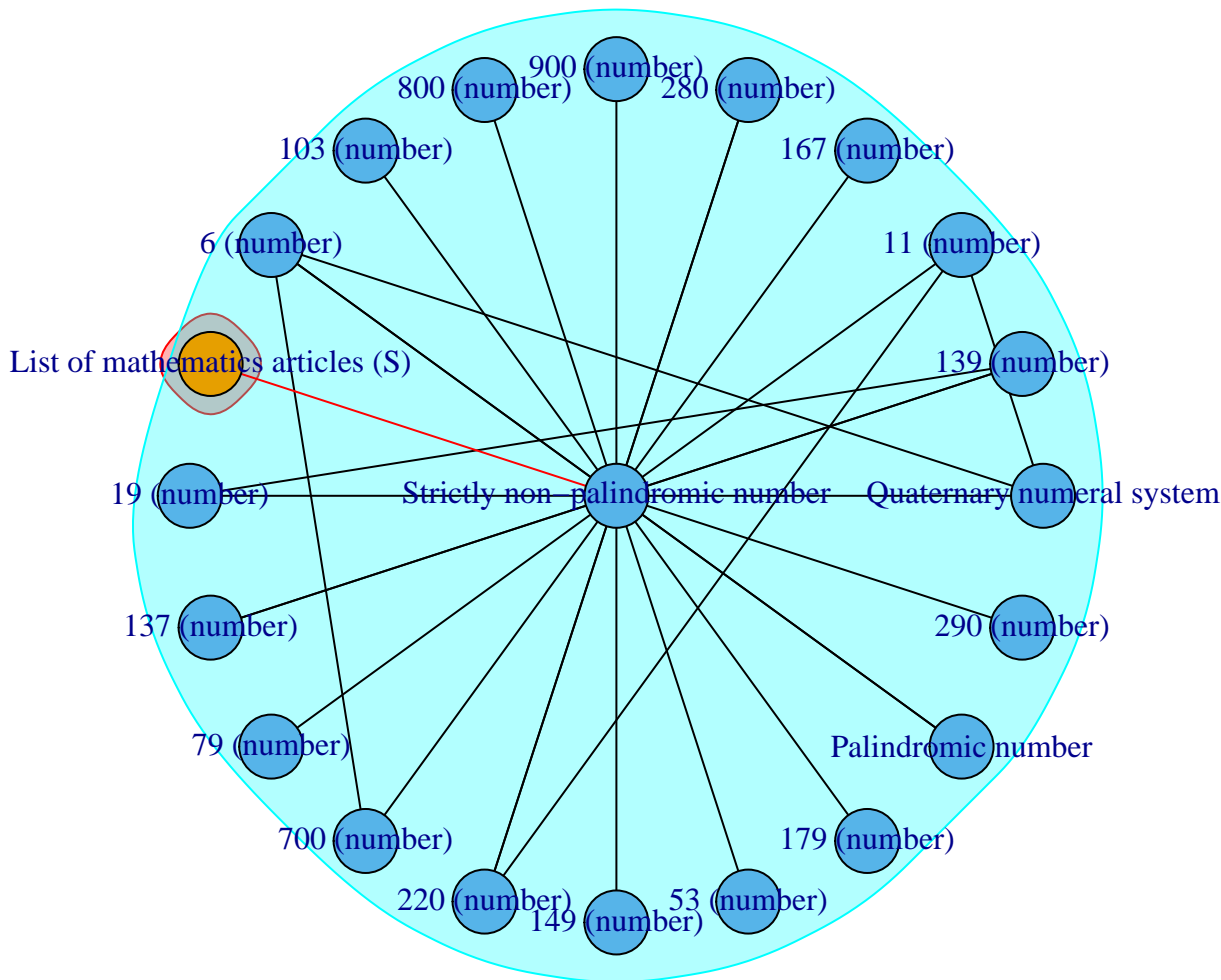 900 (number)
800 (number)
280 (number)
103 (number)
167 (number)
6 (number)
11 (number)
List of mathematics articles (S)
139 (number)
19 (number)
Strictly non−palindromic number
Quaternary numeral system
137 (number)
290 (number)
79 (number)
Palindromic number
700 (number)
179 (number)
220 (number)
53 (number)
149 (number)